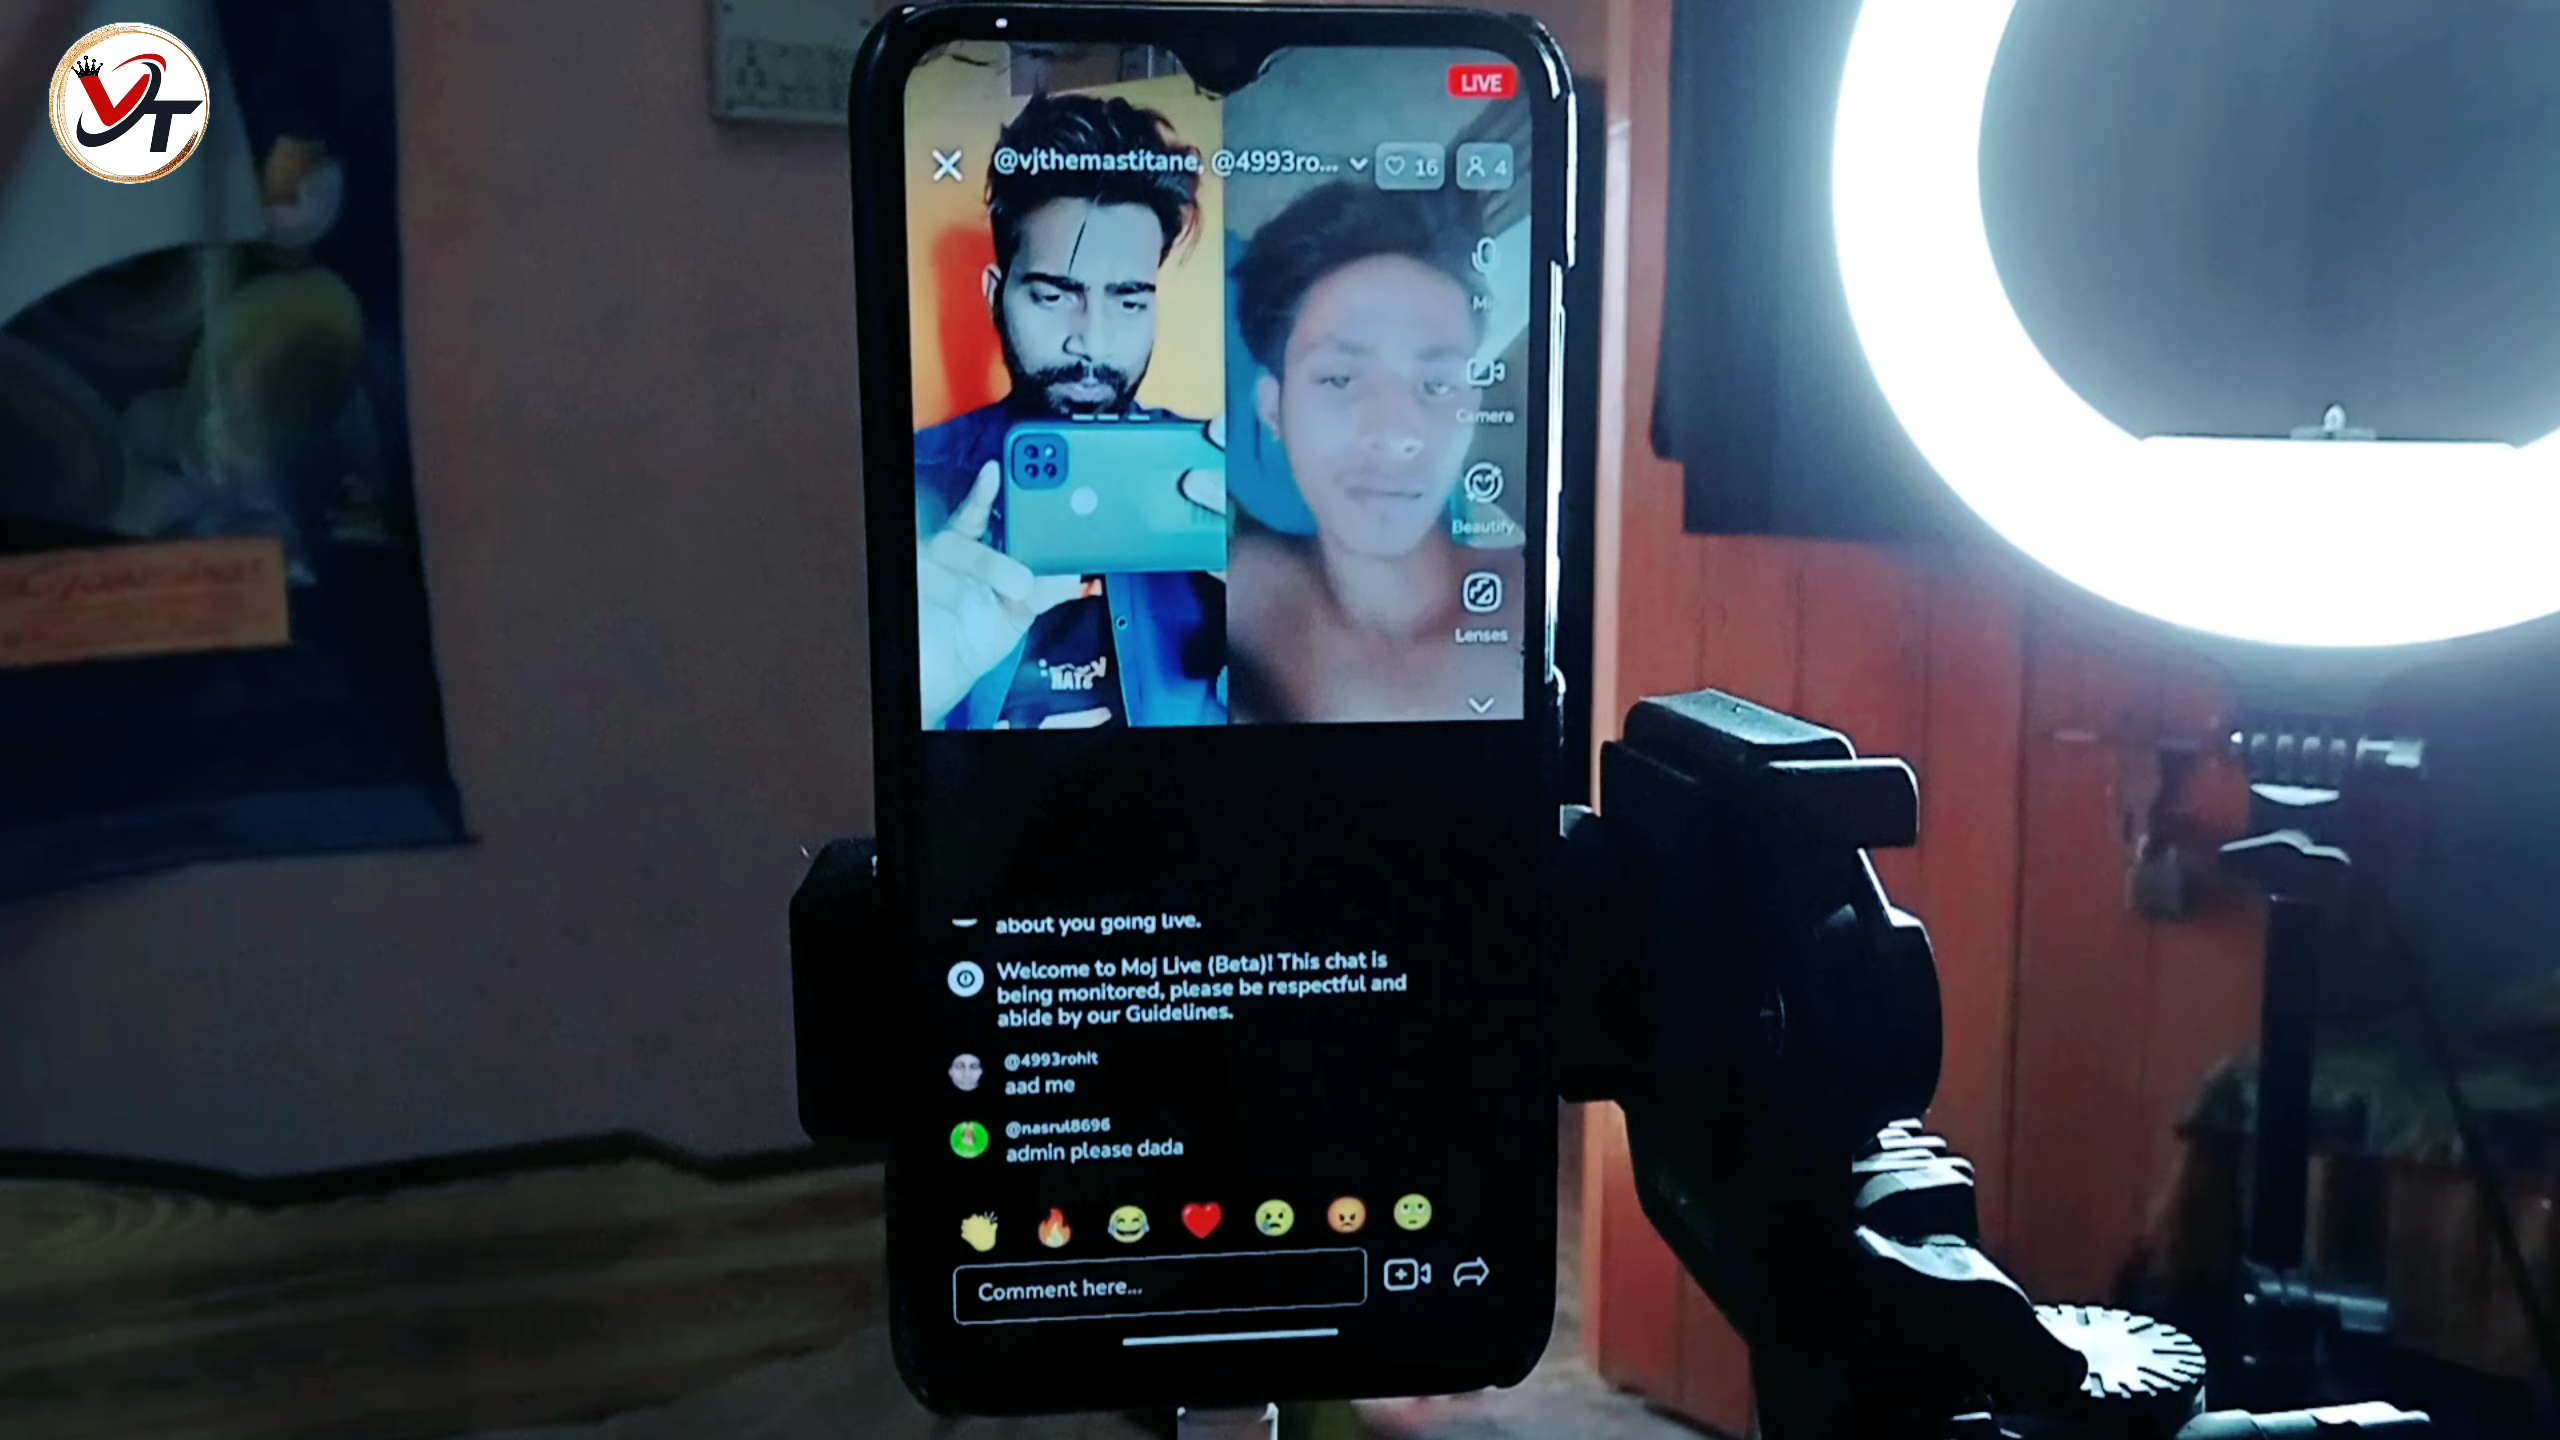 VJT
LIVE
@vjthemastitane, @4993ro...
16
4
Camera
Beautify
Lenses
about you going live.
Welcome to Moj Live (Beta)! This chat is
being monitored, please be respectful and
abide by our Guidelines.
@4993rohit
aad me
@nasrul8696
admin please dada
Comment here...